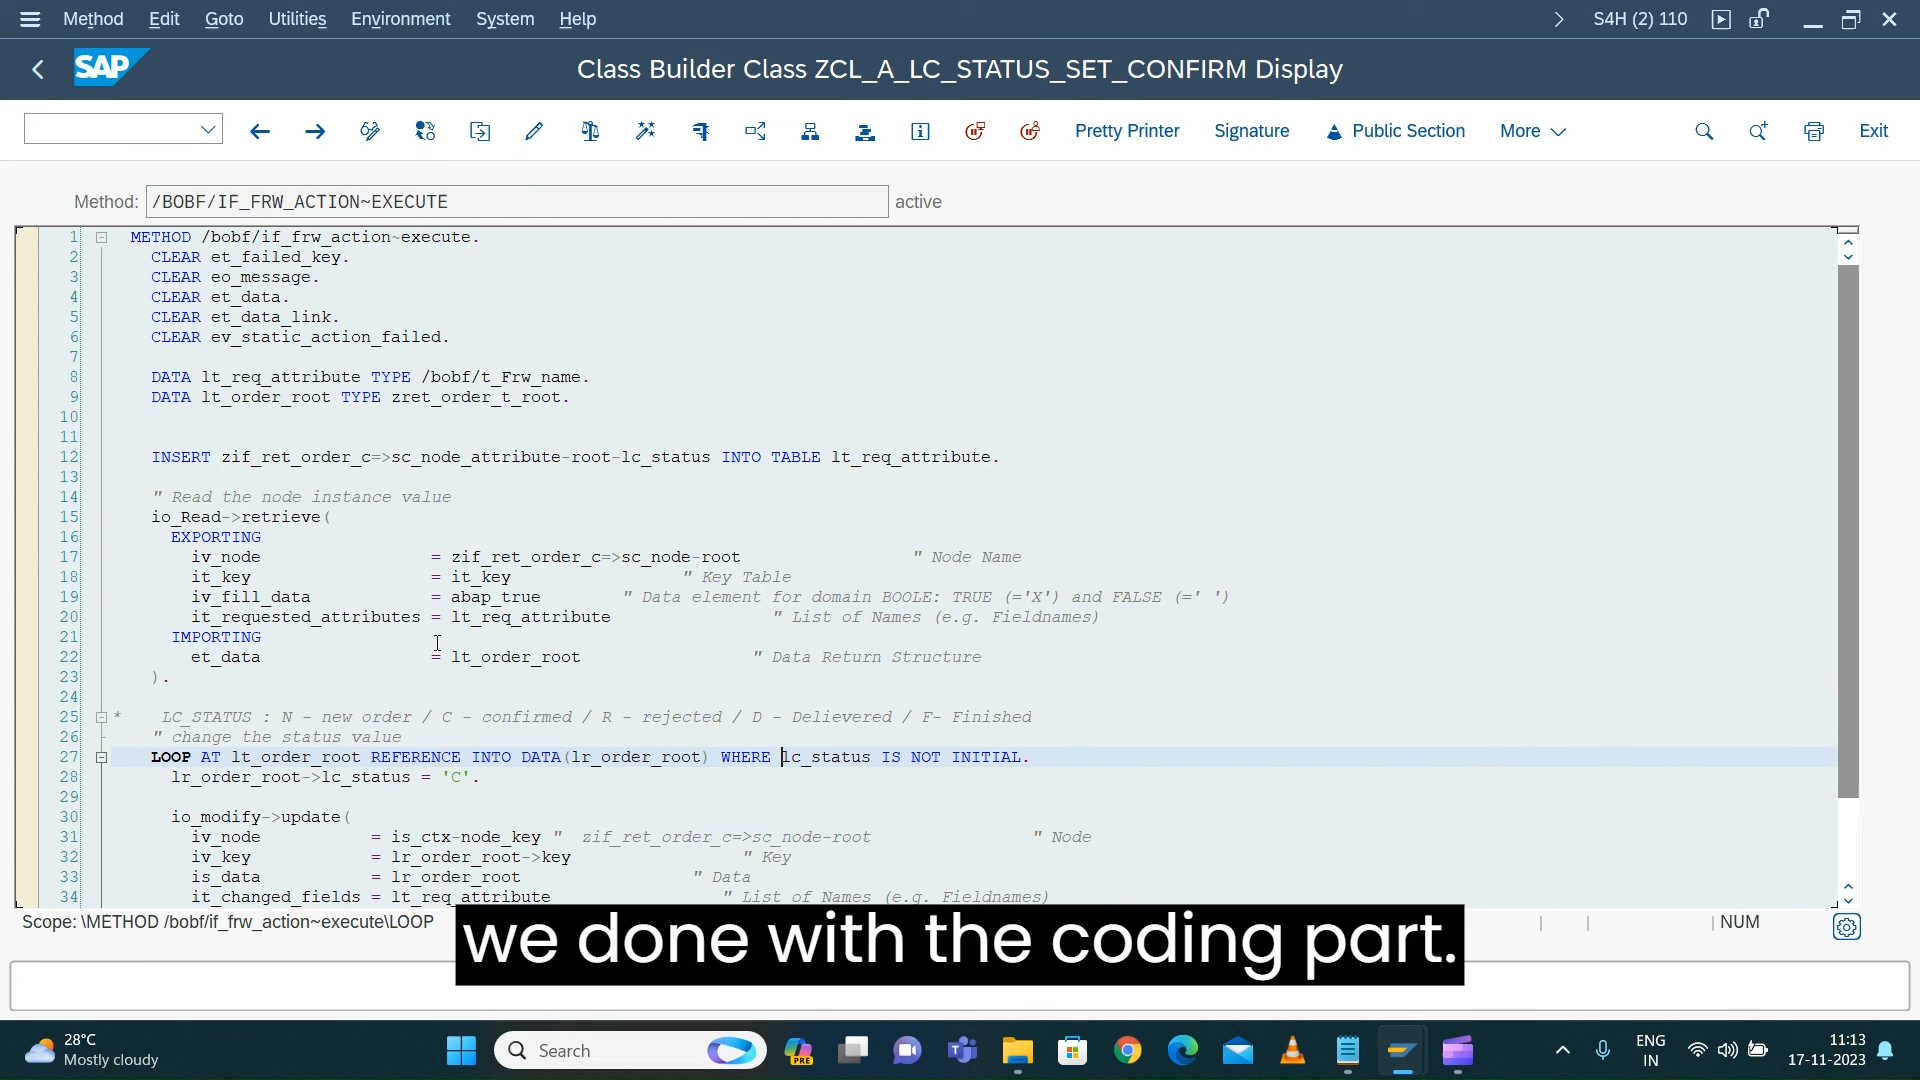 Method Edit Goto Utilities Environment System Help
S4H (2) 110
SAP
Class Builder Class ZCL_A_LC_STATUS_SET_CONFIRM Display
Pretty Printer Signature Public Section More Exit
Method: /BOBF/IF_FRW_ACTION~EXECUTE active
1 METHOD /bobf/if_frw_action~execute.
2 CLEAR et_failed_key.
3 CLEAR eo_message.
4 CLEAR et_data.
5 CLEAR et_data_link.
6 CLEAR ev_static_action_failed.
7
8 DATA lt_req_attribute TYPE /bobf/t_Frw_name.
9 DATA lt_order_root TYPE zret_order_t_root.
10
11
12 INSERT zif_ret_order_c=>sc_node_attribute-root-lc_status INTO TABLE lt_req_attribute.
13
14 " Read the node instance value
15 io_Read->retrieve(
16 EXPORTING
17 iv_node = zif_ret_order_c=>sc_node-root " Node Name
18 it_key = it_key " Key Table
19 iv_fill_data = abap_true " Data element for domain BOOLE: TRUE (='X') and FALSE (=' ')
20 it_requested_attributes = lt_req_attribute " List of Names (e.g. Fieldnames)
21 IMPORTING
22 et_data = lt_order_root " Data Return Structure
23 ).
24
25 * LC_STATUS : N - new order / C - confirmed / R - rejected / D - Delievered / F- Finished
26 " change the status value
27 LOOP AT lt_order_root REFERENCE INTO DATA(lr_order_root) WHERE lc_status IS NOT INITIAL.
28 lr_order_root->lc_status = 'C'.
29
30 io_modify->update(
31 iv_node = is_ctx-node_key " zif_ret_order_c=>sc_node-root " Node
32 iv_key = lr_order_root->key " Key
33 is_data = lr_order_root " Data
34 it_changed_fields = lt_req_attribute " List of Names (e.g. Fieldnames)
Scope: \METHOD /bobf/if_frw_action~execute\LOOP
NUM
we done with the coding part.
28°C
Mostly cloudy
Search
PRE
ENG
IN
11:13
17-11-2023